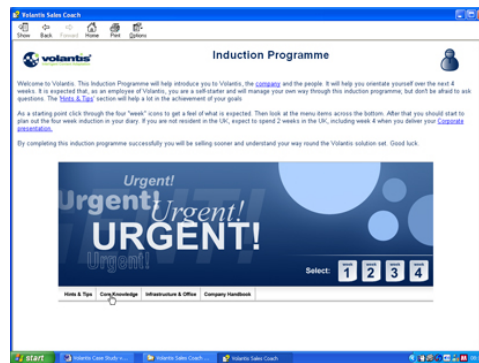 Volantis Sales Coach
Show Back Forward Home Print Options
volantis
Induction Programme
Welcome to Volantis. This Induction Programme will help introduce you to Volantis, the company and the people. It will help you orientate yourself over the next 4
weeks. It is expected that, as an employee of Volantis, you are a self-starter and will manage your own way through this induction programme, but don't be afraid to ask
questions. The 'Hints & Tips' section will help a lot in the achievement of your goals
As a starting point click through the four "week" icons to get a feel of what is expected. Then look at the menu items across the bottom. After that you should start to
plan out the four week induction in your diary. If you are not resident in the UK, expect to spend 2 weeks in the UK, including week 4 when you deliver your Corporate
presentation.
By completing this induction programme successfully you will be selling sooner and understand your way round the Volantis solution set. Good luck.
Urgent!
Urgent!
Urgent!
URGENT!
Urgent!
Select: week 1 week 2 week 3 week 4
Hints & Tips Core Knowledge Infrastructure & Office Company Handbook
start Volantis Case Study v... Volantis Sales Coach ... Volantis Sales Coach